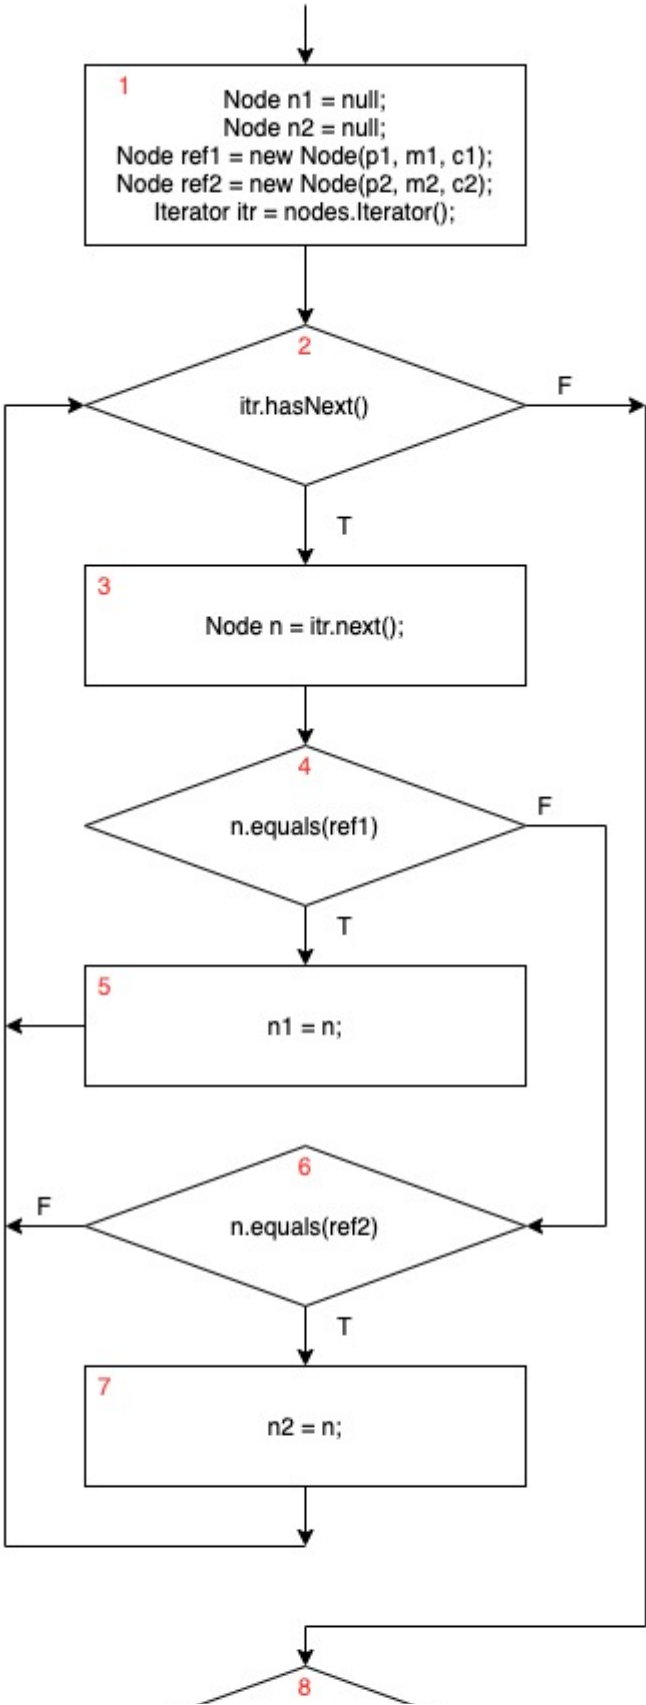 1
Node n1 = null;
Node n2 = null;
Node ref1 = new Node(p1, m1, c1);
Node ref2 = new Node(p2, m2, c2);
Iterator itr = nodes.Iterator();
2
itr.hasNext()
F
T
3
Node n = itr.next();
4
n.equals(ref1)
F
T
5
n1 = n;
6
n.equals(ref2)
F
T
7
n2 = n;
8